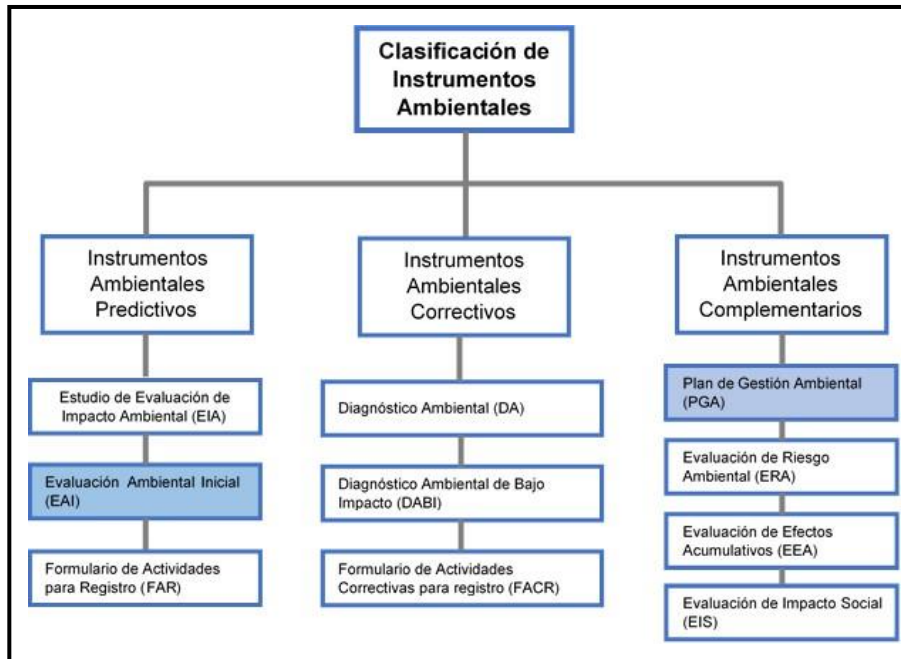 Clasificación de
Instrumentos
Ambientales
Instrumentos
Ambientales
Predictivos
Estudio de Evaluación de
Impacto Ambiental (EIA)
Evaluación Ambiental Inicial
(EAI)
Formulario de Actividades
para Registro (FAR)
Instrumentos
Ambientales
Correctivos
Diagnóstico Ambiental (DA)
Diagnóstico Ambiental de Bajo
Impacto (DABI)
Formulario de Actividades
Correctivas para registro (FACR)
Instrumentos
Ambientales
Complementarios
Plan de Gestión Ambiental
(PGA)
Evaluación de Riesgo
Ambiental (ERA)
Evaluación de Efectos
Acumulativos (EEA)
Evaluación de Impacto Social
(EIS)